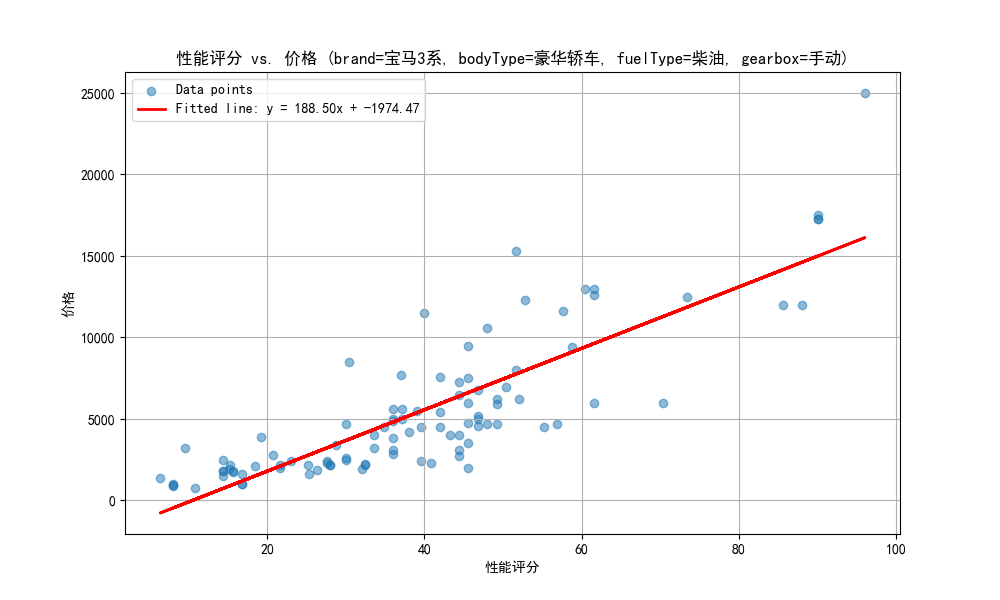 性能评分 vs. 价格 (brand=宝马3系, bodyType=豪华轿车, fuelType=柴油, gearbox=手动)
Data points
Fitted line: y = 188.50x + -1974.47
25000
20000
15000
10000
5000
0
价格
20
40
60
80
100
性能评分